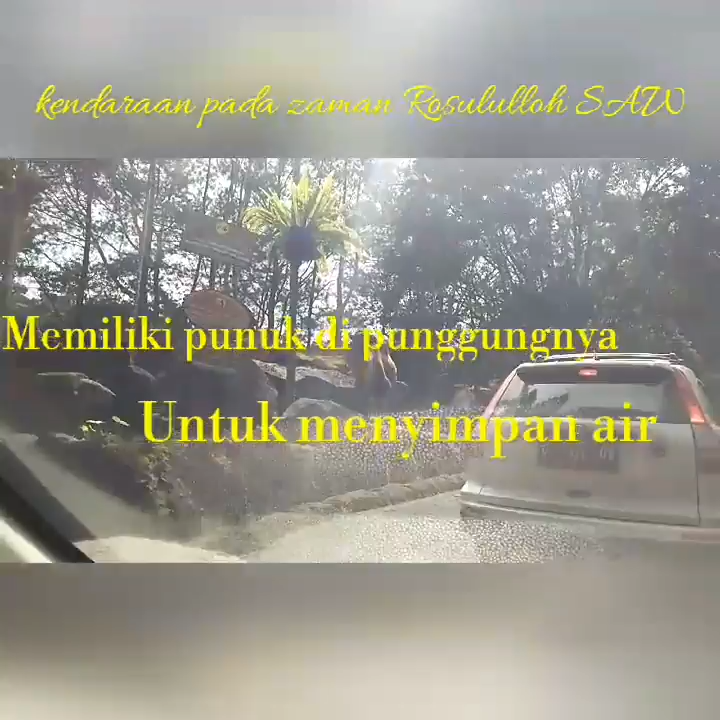 kendaraan pada zaman Rosululloh SAW
Memiliki punuk di punggungnya
Untuk menyimpan air